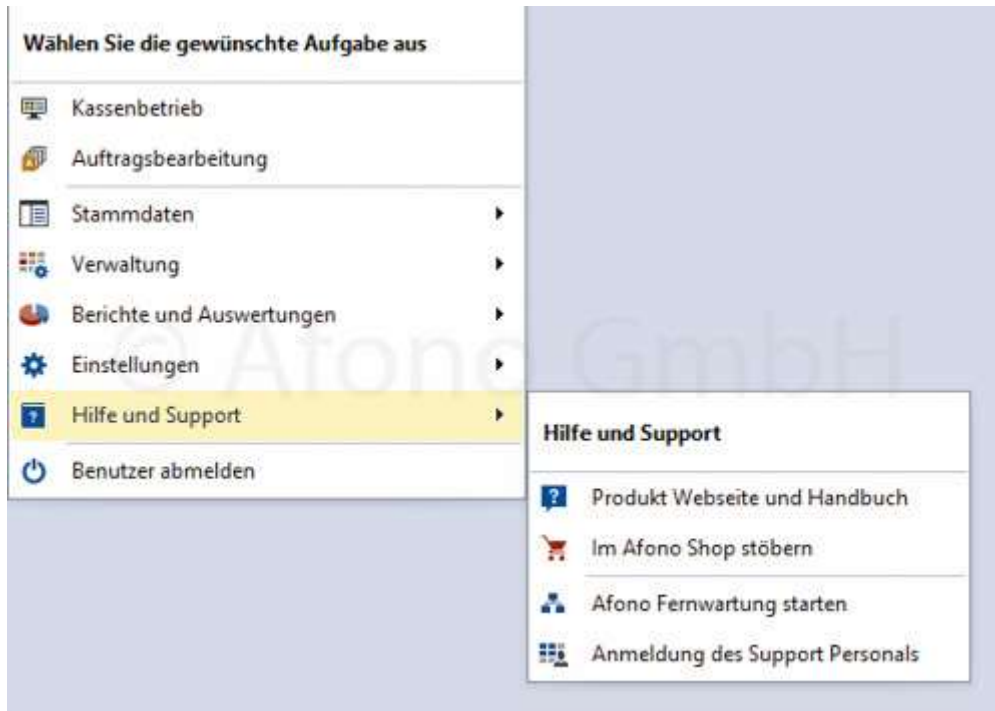 Wählen Sie die gewünschte Aufgabe aus
Kassenbetrieb
Auftragsbearbeitung
Stammdaten
Verwaltung
Berichte und Auswertungen
Einstellungen
Hilfe und Support
Benutzer abmelden
Hilfe und Support
Produkt Webseite und Handbuch
Im Afono Shop stöbern
Afono Fernwartung starten
Anmeldung des Support Personals
© Afono GmbH